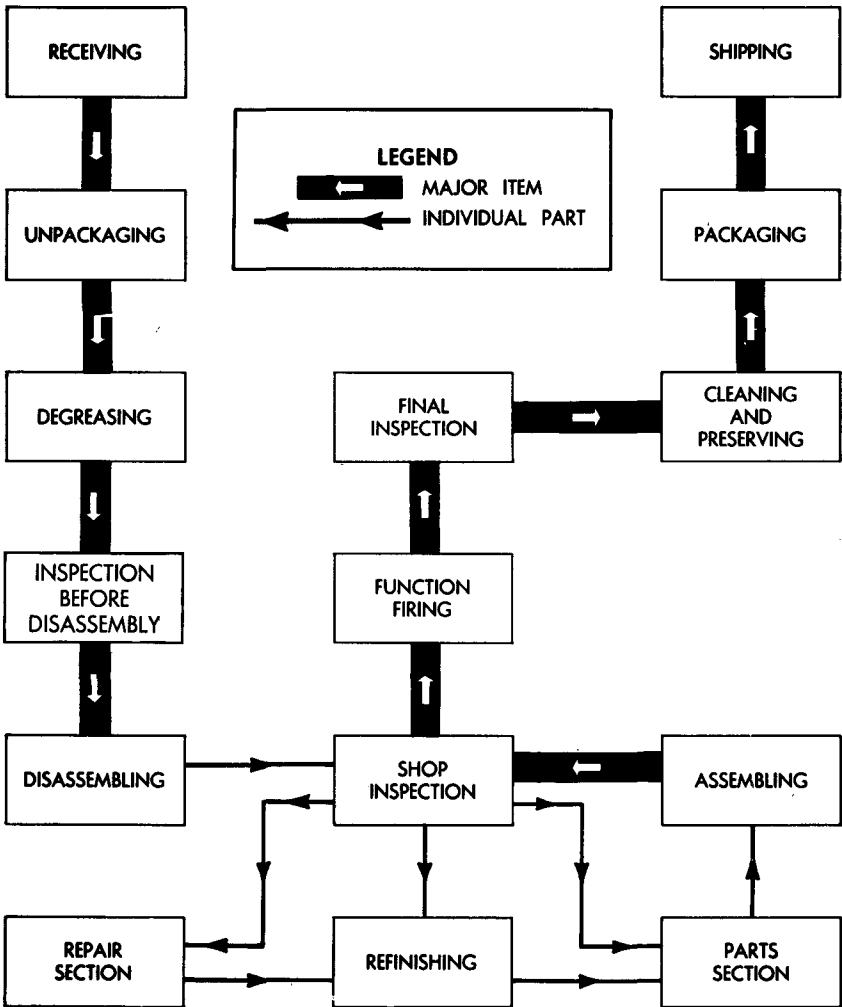 RECEIVING
SHIPPING
LEGEND
MAJOR ITEM
INDIVIDUAL PART
UNPACKAGING
PACKAGING
DEGREASING
FINAL
INSPECTION
CLEANING
AND
PRESERVING
INSPECTION
BEFORE
DISASSEMBLY
FUNCTION
FIRING
DISASSEMBLING
SHOP
INSPECTION
ASSEMBLING
REPAIR
SECTION
REFINISHING
PARTS
SECTION